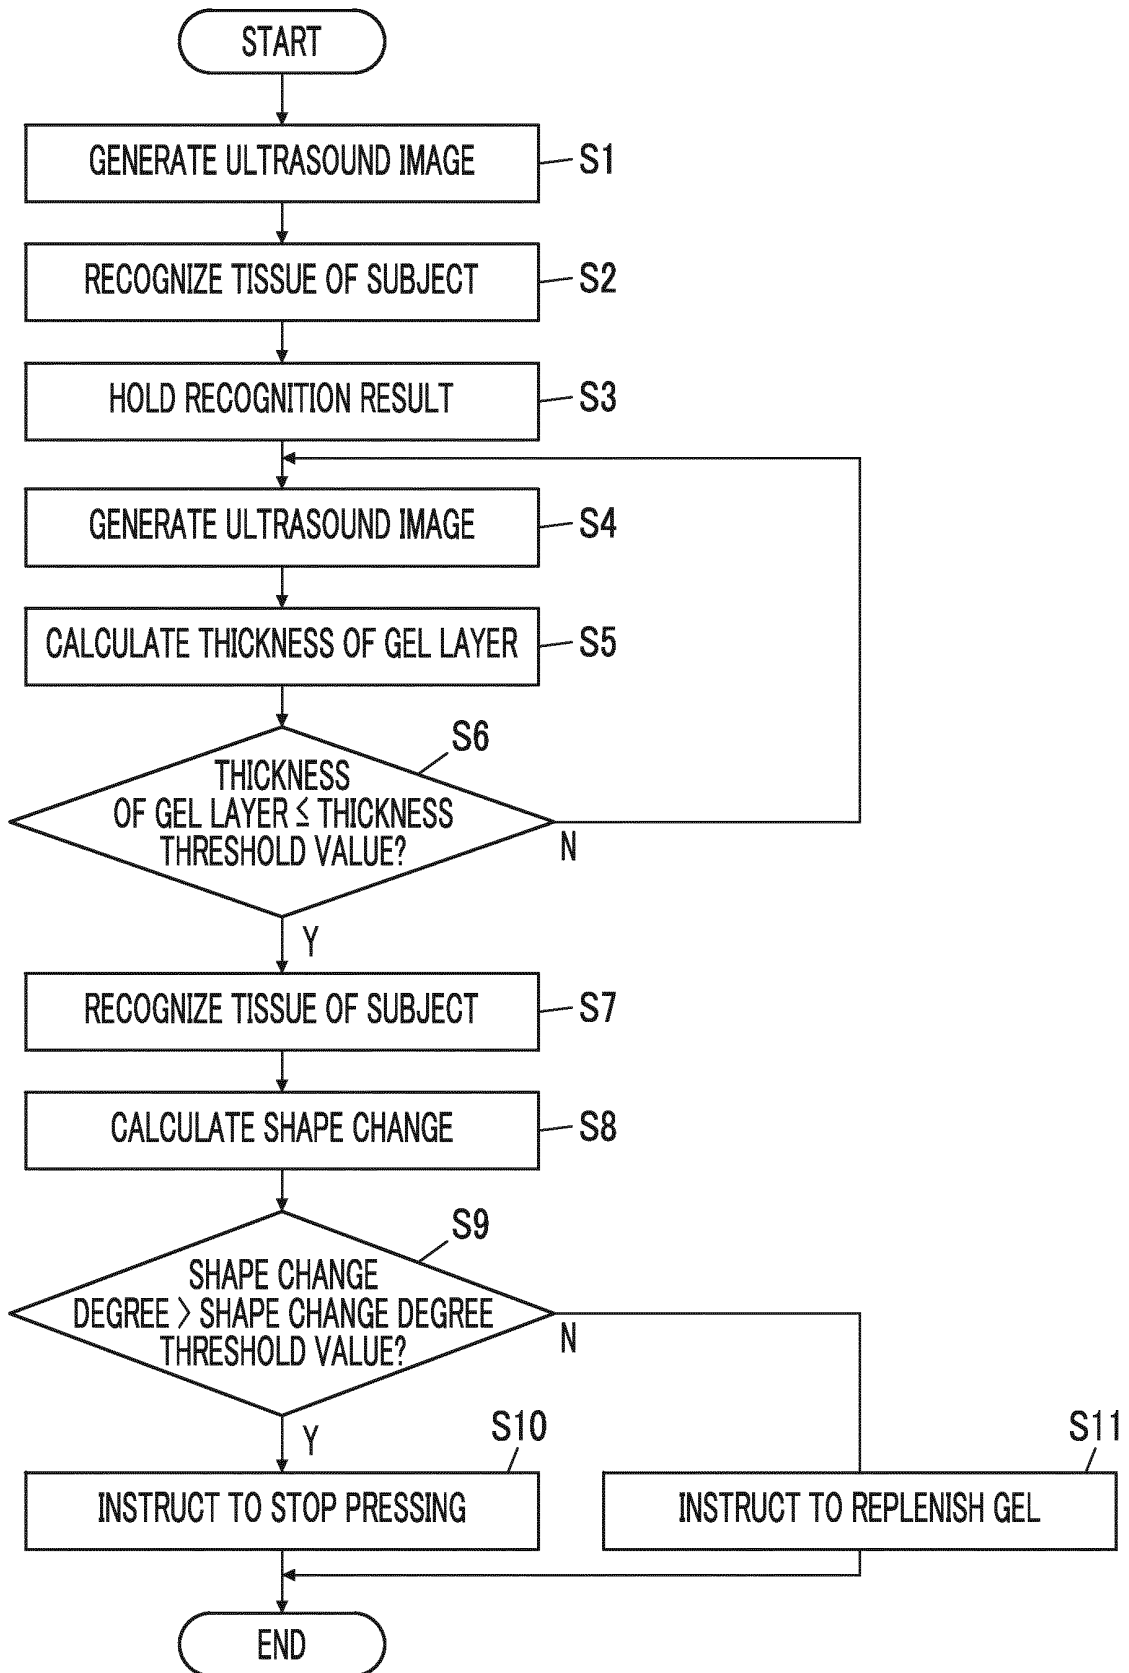 START
GENERATE ULTRASOUND IMAGE
S1
RECOGNIZE TISSUE OF SUBJECT
S2
HOLD RECOGNITION RESULT
S3
GENERATE ULTRASOUND IMAGE
S4
CALCULATE THICKNESS OF GEL LAYER
S5
S6
THICKNESS
OF GEL LAYER ≦ THICKNESS
THRESHOLD VALUE?
N
Y
RECOGNIZE TISSUE OF SUBJECT
S7
CALCULATE SHAPE CHANGE
S8
S9
SHAPE CHANGE
DEGREE > SHAPE CHANGE DEGREE
THRESHOLD VALUE?
N
Y
S10
INSTRUCT TO STOP PRESSING
S11
INSTRUCT TO REPLENISH GEL
END